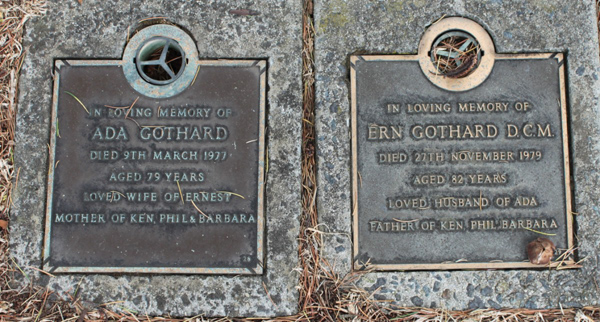 IN LOVING MEMORY OF
ADA GOTHARD
DIED 9TH MARCH 1977
AGED 79 YEARS
LOVED WIFE OF ERNEST
MOTHER OF KEN, PHIL & BARBARA
IN LOVING MEMORY OF
ERN GOTHARD D.C.M.
DIED 27TH NOVEMBER 1979
AGED 82 YEARS
LOVED HUSBAND OF ADA
FATHER OF KEN, PHIL, BARBARA